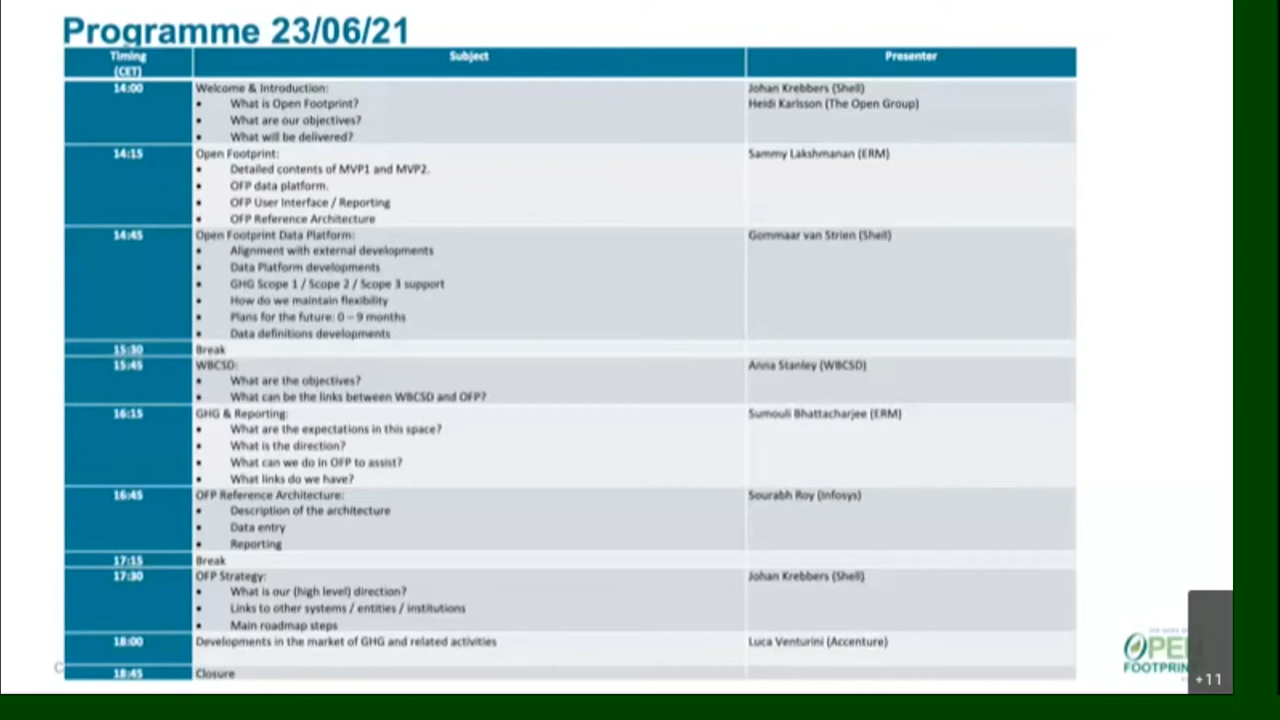 Programme 23/06/21
Timing (CET) Subject Presenter
14:00 Welcome & Introduction: Johan Krebbers (Shell)
• What is Open Footprint? Heidi Karlsson (The Open Group)
• What are our objectives?
• What will be delivered?
14:15 Open Footprint: Sammy Lakshmanan (ERM)
• Detailed contents of MVP1 and MVP2.
• OFP data platform.
• OFP User Interface / Reporting
• OFP Reference Architecture
14:45 Open Footprint Data Platform: Gommaar van Strien (Shell)
• Alignment with external developments
• Data Platform developments
• GHG Scope 1 / Scope 2 / Scope 3 support
• How do we maintain flexibility
• Plans for the future: 0 – 9 months
• Data definitions developments
15:30 Break
15:45 WBCSD: Anna Stanley (WBCSD)
• What are the objectives?
• What can be the links between WBCSD and OFP?
16:15 GHG & Reporting: Sumouli Bhattacharjee (ERM)
• What are the expectations in this space?
• What is the direction?
• What can we do in OFP to assist?
• What links do we have?
16:45 OFP Reference Architecture: Sourabh Roy (Infosys)
• Description of the architecture
• Data entry
• Reporting
17:15 Break
17:30 OFP Strategy: Johan Krebbers (Shell)
• What is our (high level) direction?
• Links to other systems / entities / institutions
• Main roadmap steps
18:00 Developments in the market of GHG and related activities Luca Venturini (Accenture)
18:45 Closure
OPEN
FOOTPRINT
+11